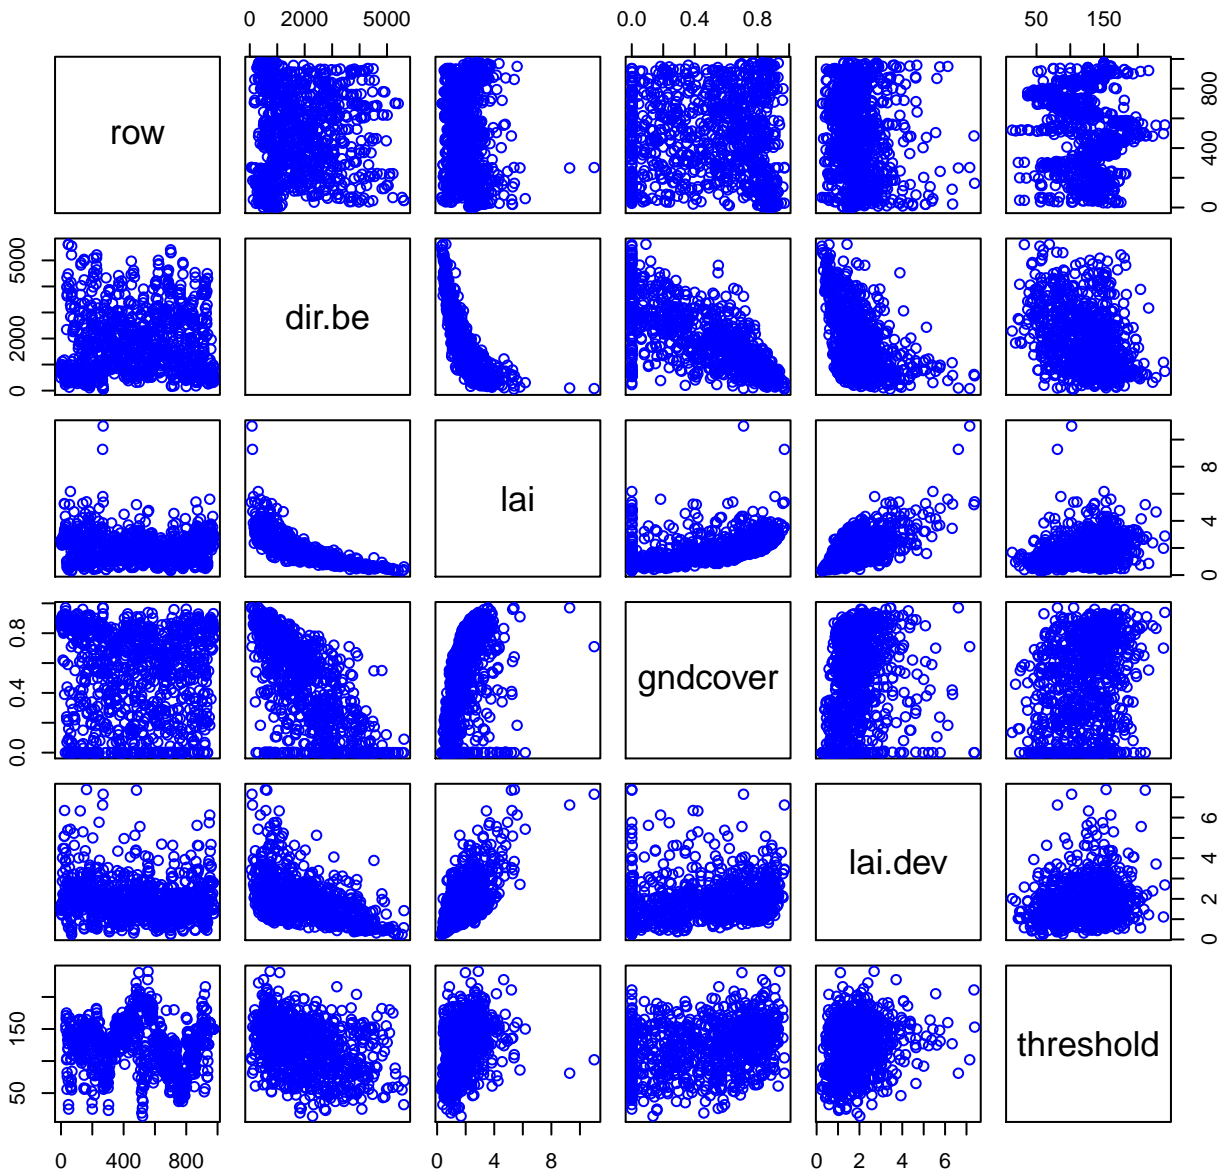 0 2000 5000 0.0 0.4 0.8 50 150
row 0 400 800
0 2000 5000 dir.be
lai 0 4 8
0.0 0.4 0.8 gndcover
lai.dev 0 2 4 6
50 150 threshold
0 400 800 0 4 8 0 2 4 6